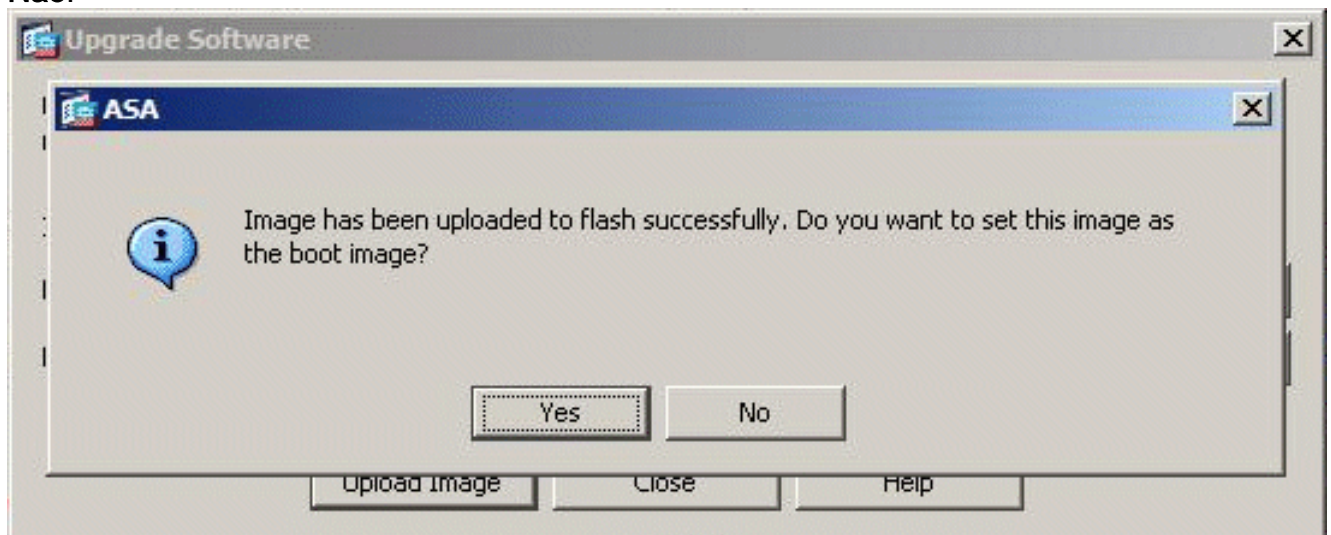 Upgrade Software
ASA
Image has been uploaded to flash successfully. Do you want to set this image as
the boot image?
Yes
No
Upload Image
Close
Help